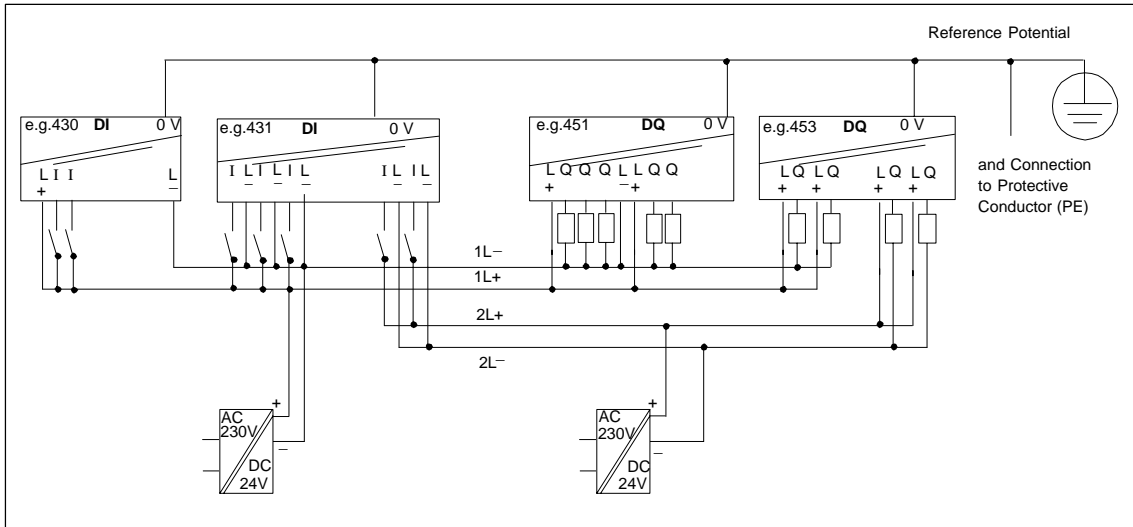 Reference Potential
e.g.430 DI 0 V
e.g.431 DI 0 V
e.g.451 DQ 0 V
e.g.453 DQ 0 V
L I I L
+ −
I L I L I L I L I L
− − − − −
L Q Q Q L L Q Q
+ − +
L Q L Q L Q L Q
+ + + +
and Connection
to Protective
Conductor (PE)
1L−
1L+
2L+
2L−
AC
230V
DC
24V
+
−
AC
230V
DC
24V
+
−